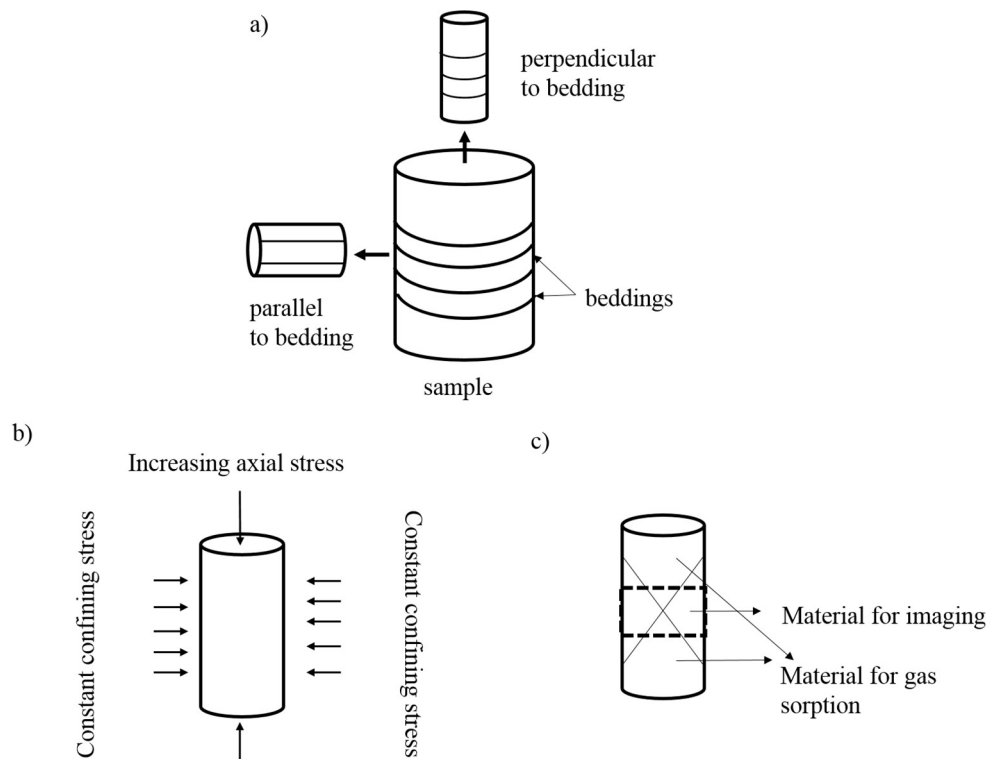 a)
perpendicular
to bedding
parallel
to bedding
beddings
sample
b)
Increasing axial stress
Constant confining stress
Constant confining stress
c)
Material for imaging
Material for gas
sorption